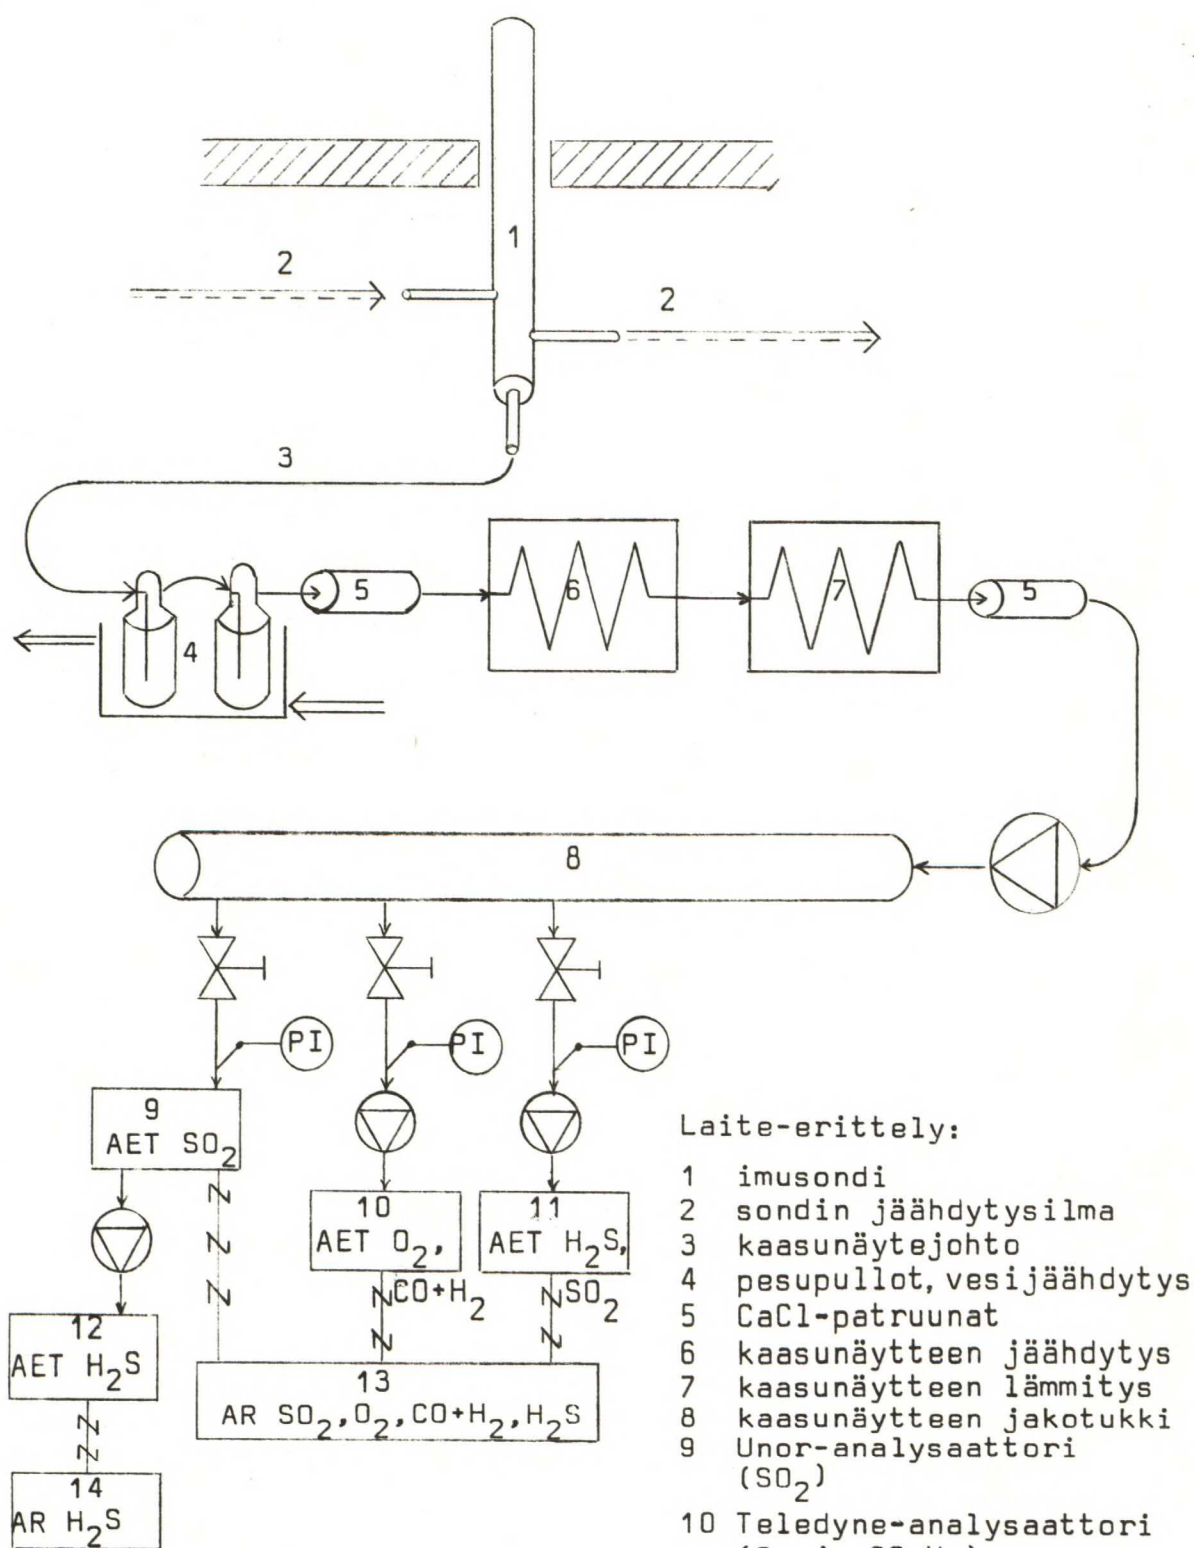 1
2
2
3
4
5
6
7
5
8
PI
PI
PI
9
AET SO₂
10
AET O₂,
CO+H₂
11
AET H₂S,
SO₂
12
AET H₂S
13
AR SO₂,O₂,CO+H₂,H₂S
14
AR H₂S
Laite-erittely:
1 imusondi
2 sondin jäähdytysilma
3 kaasunäytejohto
4 pesupullot, vesijäähdytys
5 CaCl-patruunat
6 kaasunäytteen jäähdytys
7 kaasunäytteen lämmitys
8 kaasunäytteen jakotukki
9 Unor-analysaattori
(SO₂)
10 Teledyne-analysaattori